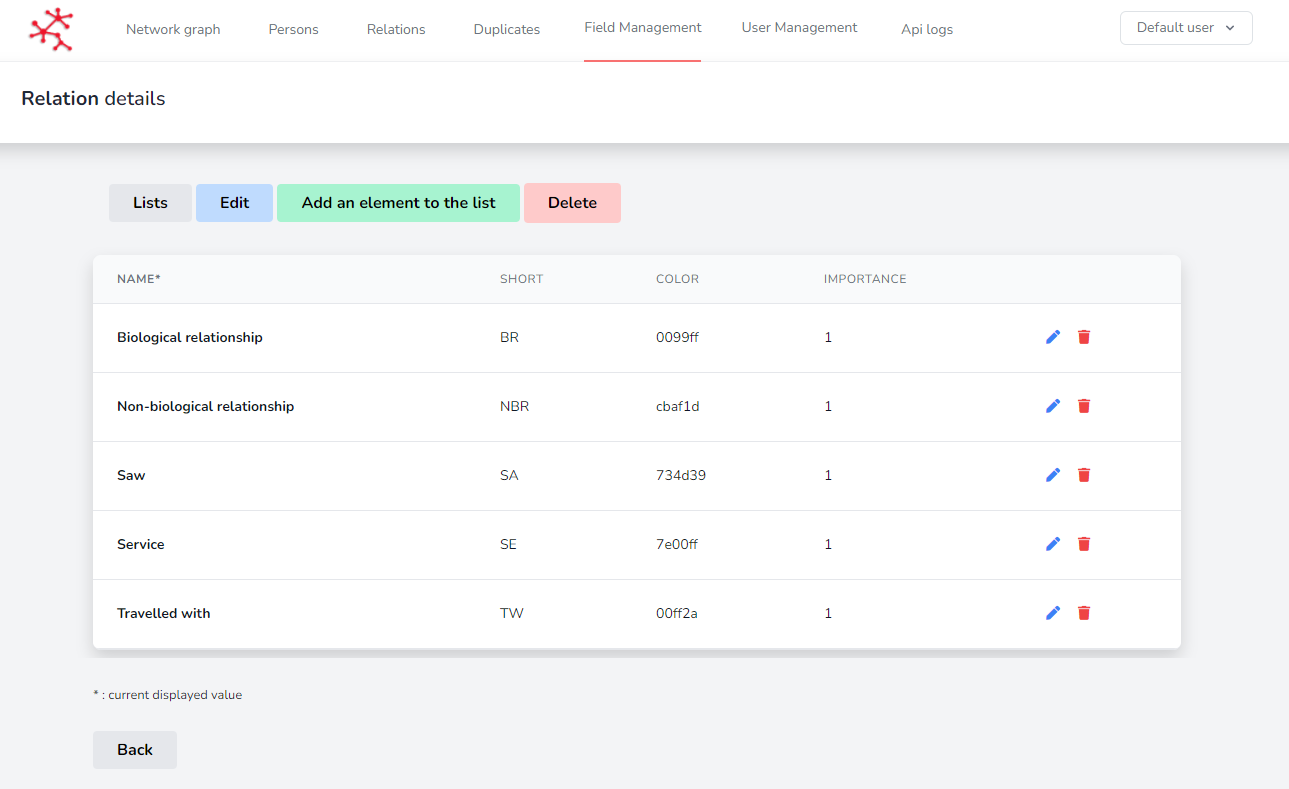 Network graph Persons Relations Duplicates Field Management User Management Api logs Default user
Relation details
Lists Edit Add an element to the list Delete
NAME* SHORT COLOR IMPORTANCE
Biological relationship BR 0099ff 1
Non-biological relationship NBR cbaf1d 1
Saw SA 734d39 1
Service SE 7e00ff 1
Travelled with TW 00ff2a 1
* : current displayed value
Back